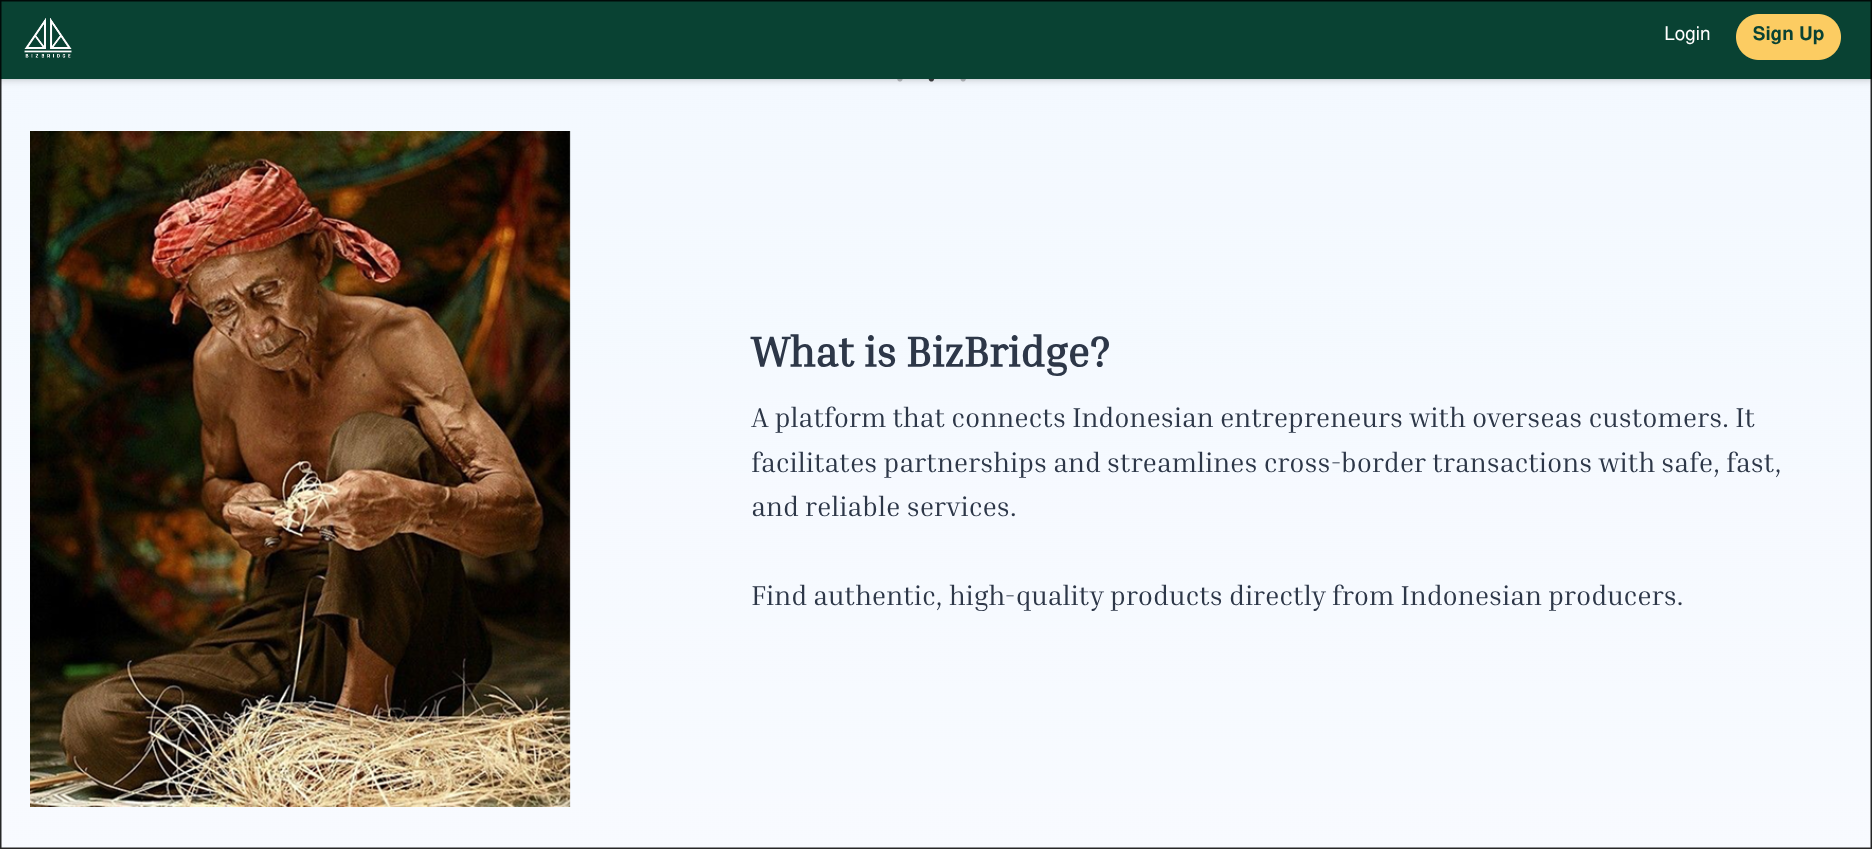 BIZBRIDGE
Login
Sign Up
What is BizBridge?
A platform that connects Indonesian entrepreneurs with overseas customers. It
facilitates partnerships and streamlines cross-border transactions with safe, fast,
and reliable services.
Find authentic, high-quality products directly from Indonesian producers.